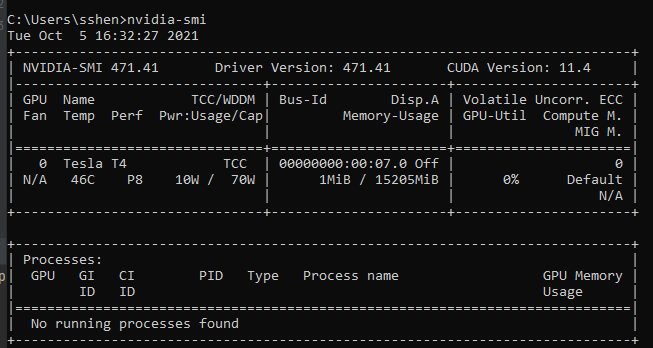 C:\Users\sshen>nvidia-smi
Tue Oct  5 16:32:27 2021
+-----------------------------------------------------------------------------+
| NVIDIA-SMI 471.41       Driver Version: 471.41       CUDA Version: 11.4     |
|-------------------------------+----------------------+----------------------+
| GPU  Name            TCC/WDDM | Bus-Id        Disp.A | Volatile Uncorr. ECC |
| Fan  Temp  Perf  Pwr:Usage/Cap|         Memory-Usage | GPU-Util  Compute M. |
|                               |                      |               MIG M. |
|===============================+======================+======================|
|   0  Tesla T4            TCC  | 00000000:00:07.0 Off |                    0 |
| N/A   46C    P8    10W /  70W |      1MiB / 15205MiB |      0%      Default |
|                               |                      |                  N/A |
+-------------------------------+----------------------+----------------------+
+-----------------------------------------------------------------------------+
| Processes:                                                                  |
|  GPU   GI   CI        PID   Type   Process name                  GPU Memory |
|        ID   ID                                                   Usage      |
|=============================================================================|
|  No running processes found                                                 |
+-----------------------------------------------------------------------------+